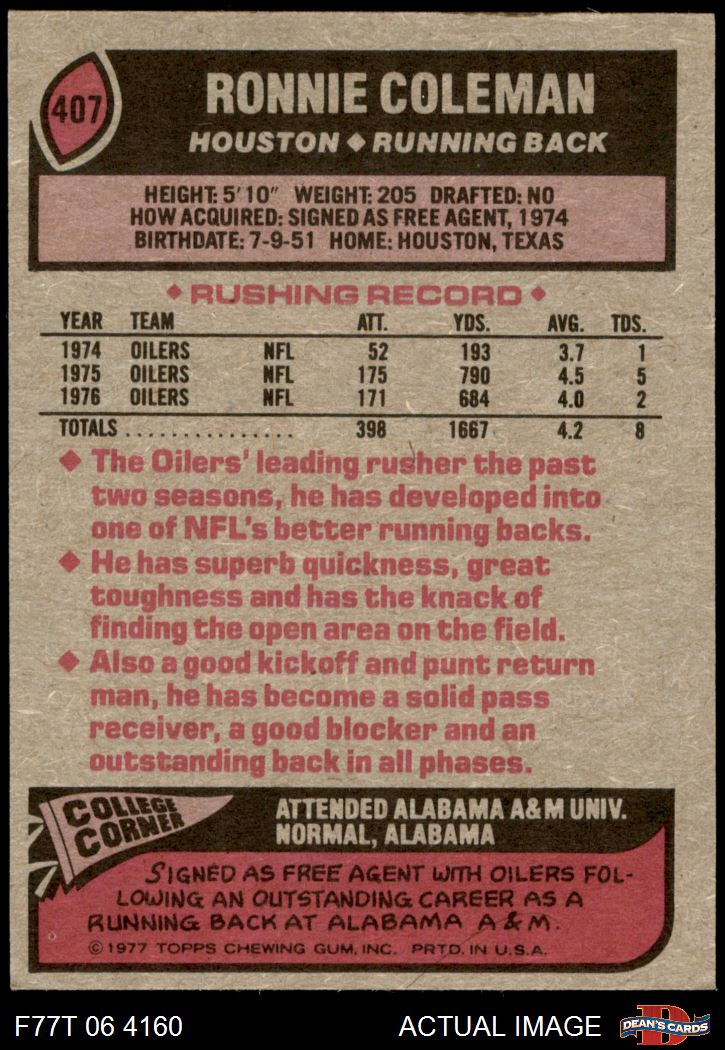 407
RONNIE COLEMAN
HOUSTON ◆ RUNNING BACK
HEIGHT: 5'10" WEIGHT: 205 DRAFTED: NO
HOW ACQUIRED: SIGNED AS FREE AGENT, 1974
BIRTHDATE: 7-9-51 HOME: HOUSTON, TEXAS
◆ RUSHING RECORD ◆
YEAR TEAM ATT. YDS. AVG. TDS.
1974 OILERS NFL 52 193 3.7 1
1975 OILERS NFL 175 790 4.5 5
1976 OILERS NFL 171 684 4.0 2
TOTALS ................ 398 1667 4.2 8
◆ The Oilers' leading rusher the past
two seasons, he has developed into
one of NFL's better running backs.
◆ He has superb quickness, great
toughness and has the knack of
finding the open area on the field.
◆ Also a good kickoff and punt return
man, he has become a solid pass
receiver, a good blocker and an
outstanding back in all phases.
COLLEGE
CORNER
ATTENDED ALABAMA A&M UNIV.
NORMAL, ALABAMA
SIGNED AS FREE AGENT WITH OILERS FOL-
LOWING AN OUTSTANDING CAREER AS A
RUNNING BACK AT ALABAMA A & M.
© 1977 TOPPS CHEWING GUM, INC. PRTD. IN U.S.A.
F77T 06 4160 ACTUAL IMAGE
D
DEAN'S CARDS